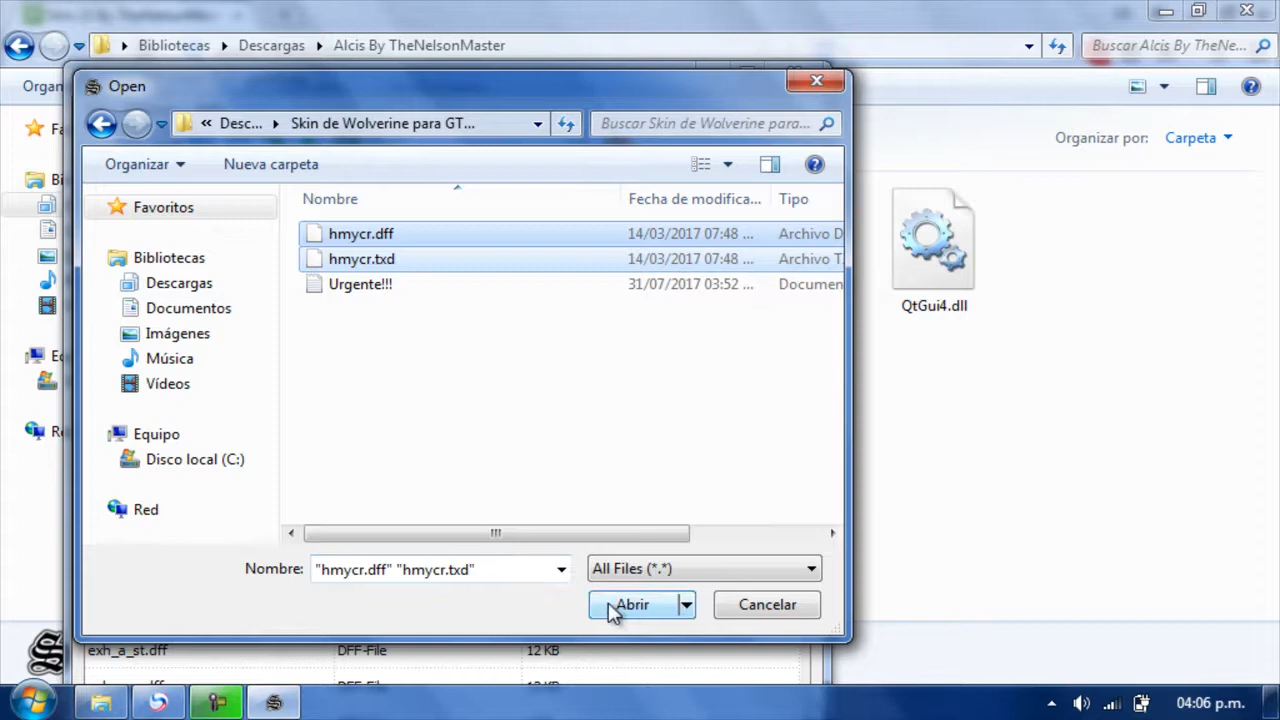 Bibliotecas Descargas Alcis By TheNelsonMaster
Buscar Alcis By TheNe...
Organ
Open
Desc... Skin de Wolverine para GT...
Buscar Skin de Wolverine para...
Organizar Nueva carpeta
Organizar por: Carpeta
Favoritos
Bibliotecas
Descargas
Documentos
Imágenes
Música
Vídeos
Equipo
Disco local (C:)
Red
Nombre Fecha de modifica... Tipo
hmycr.dff 14/03/2017 07:48 ... Archivo D
hmycr.txd 14/03/2017 07:48 ... Archivo T
Urgente!!! 31/07/2017 03:52 ... Documen
QtGui4.dll
Nombre: "hmycr.dff" "hmycr.txd" All Files (*.*)
Abrir Cancelar
exh_a_st.dff DFF-File 12 KB
04:06 p.m.